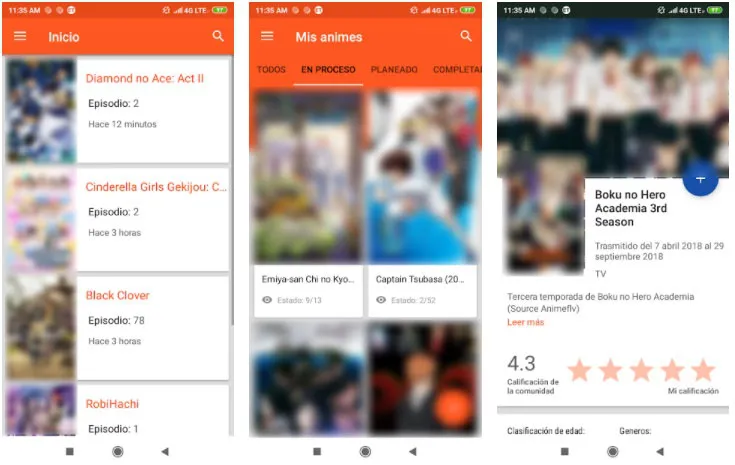 11:35 AM
4G LTE
97
Inicio
Diamond no Ace: Act II
Episodio: 2
Hace 12 minutos
Cinderella Girls Gekijou: C...
Episodio: 2
Hace 3 horas
Black Clover
Episodio: 78
Hace 3 horas
RobiHachi
Episodio: 1
11:35 AM
4G LTE
97
Mis animes
TODOS
EN PROCESO
PLANEADO
COMPLETA
Emiya-san Chi no Kyo...
Estado: 9/13
Captain Tsubasa (20...
Estado: 2/52
11:35 AM
4G LTE
97
Boku no Hero
Academia 3rd
Season
Trasmitido del 7 abril 2018 al 29
septiembre 2018
TV
Tercera temporada de Boku no Hero Academia
(Source Animeflv)
Leer más
4.3
Calificación de
la comunidad
Mi calificación
Clasificación de edad:
Generos: